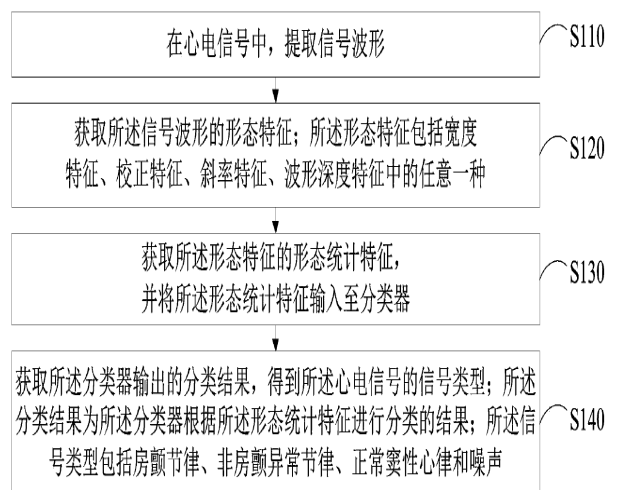 在心电信号中，提取信号波形
S110
获取所述信号波形的形态特征；所述形态特征包括宽度
特征、校正特征、斜率特征、波形深度特征中的任意一种
S120
获取所述形态特征的形态统计特征，
并将所述形态统计特征输入至分类器
S130
获取所述分类器输出的分类结果，得到所述心电信号的信号类型；所述
分类结果为所述分类器根据所述形态统计特征进行分类的结果；所述信
号类型包括房颤节律、非房颤异常节律、正常窦性心律和噪声
S140